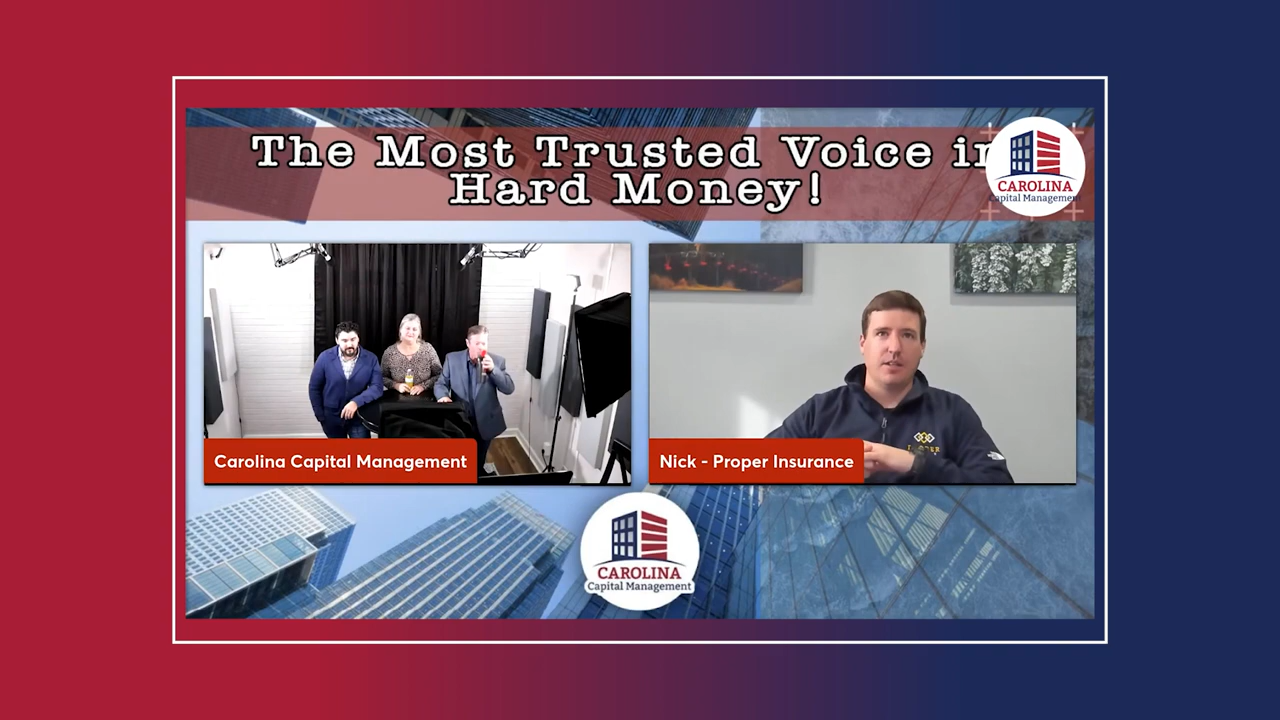 The Most Trusted Voice in
Hard Money!
CAROLINA
Capital Management
Carolina Capital Management
Nick - Proper Insurance
CAROLINA
Capital Management